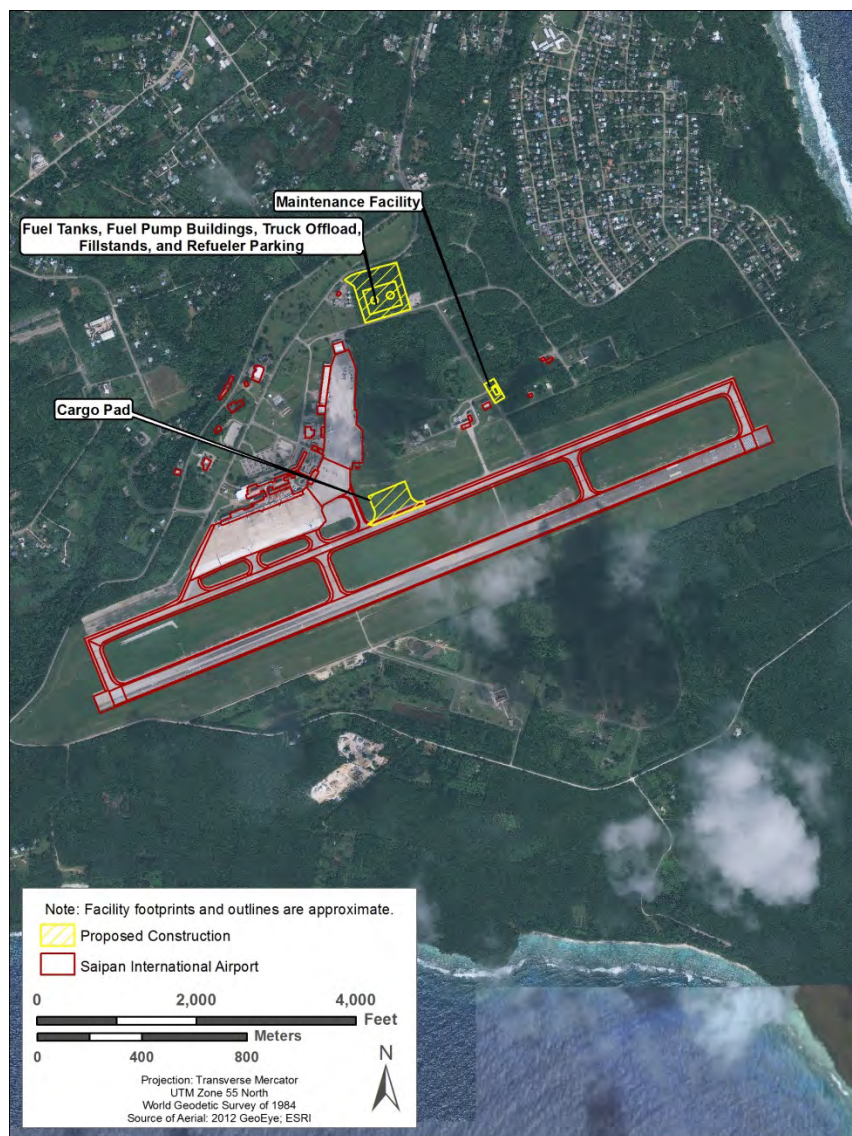 Maintenance Facility
Fuel Tanks, Fuel Pump Buildings, Truck Offload,
Fillstands, and Refueler Parking
Cargo Pad
Note: Facility footprints and outlines are approximate.
Proposed Construction
Saipan International Airport
0 2,000 4,000
Feet
Meters
0 400 800
N
Projection: Transverse Mercator
UTM Zone 55 North
World Geodetic Survey of 1984
Source of Aerial: 2012 GeoEye; ESRI